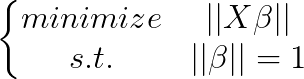 minimize ||Xβ||
s.t. ||β|| = 1